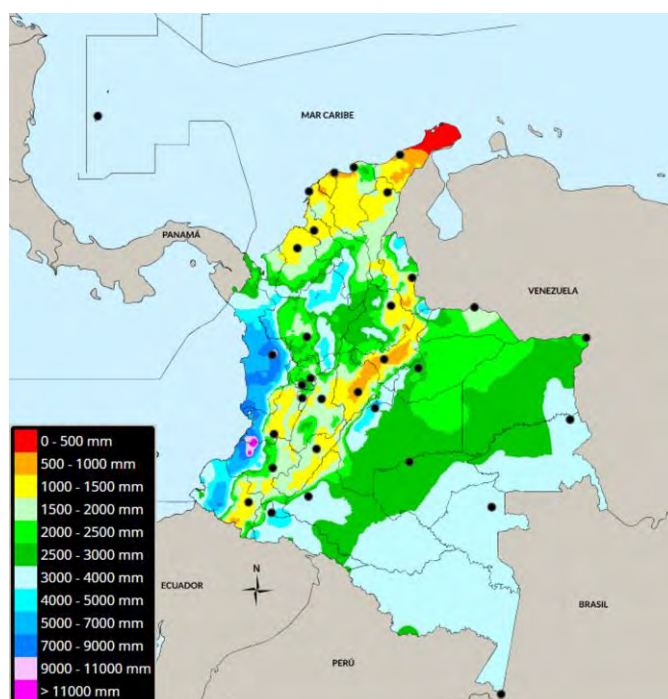 MAR CARIBE
PANAMÁ
VENEZUELA
0 - 500 mm
500 - 1000 mm
1000 - 1500 mm
1500 - 2000 mm
2000 - 2500 mm
2500 - 3000 mm
3000 - 4000 mm
4000 - 5000 mm
5000 - 7000 mm
7000 - 9000 mm
9000 - 11000 mm
> 11000 mm
ECUADOR
N
BRASIL
PERÚ